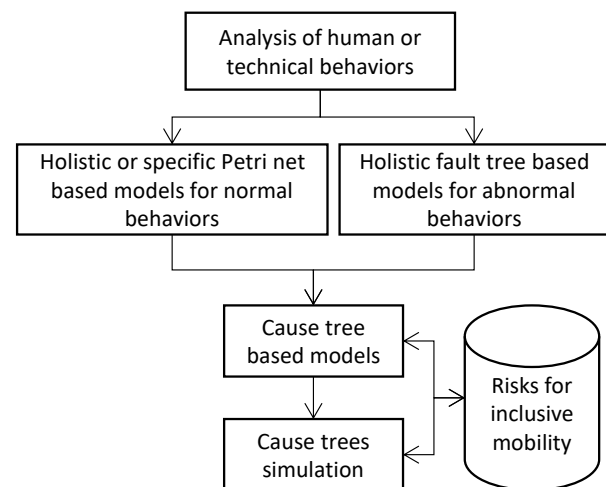 Analysis of human or
technical behaviors
Holistic or specific Petri net
based models for normal
behaviors
Holistic fault tree based
models for abnormal
behaviors
Cause tree
based models
Risks for
inclusive
mobility
Cause trees
simulation